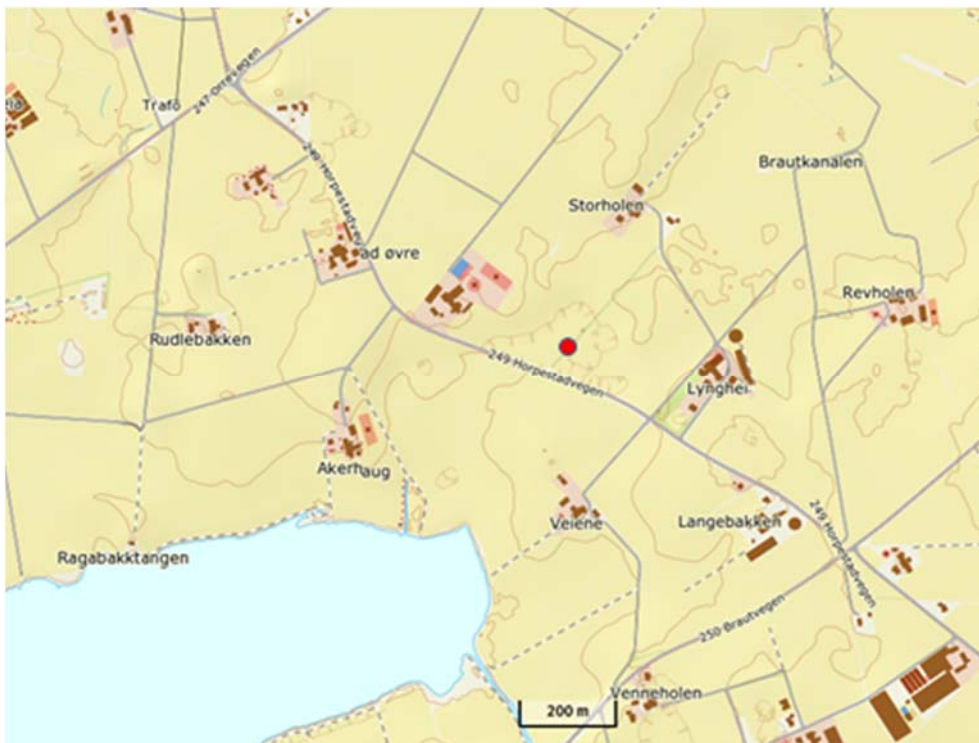 Trafo
247 Orrevegen
249 Horpestadvegen
Brautkanalen
Storholen
ad øvre
Revholen
Rudlebakken
249 Horpestadvegen
Lynghei
Akerhaug
Veiene
Langebakken
249 Horpestadvegen
Ragabakktangen
250 Brautvegen
Venneholen
200 m